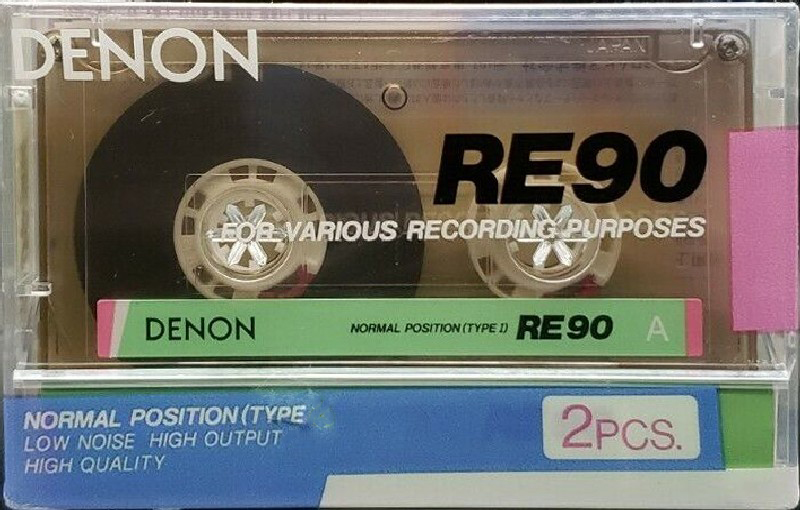 DENON
JAPAN
RE90
FOR VARIOUS RECORDING PURPOSES
DENON NORMAL POSITION (TYPE I) RE90 A
NORMAL POSITION (TYPE
LOW NOISE HIGH OUTPUT
HIGH QUALITY
2PCS.